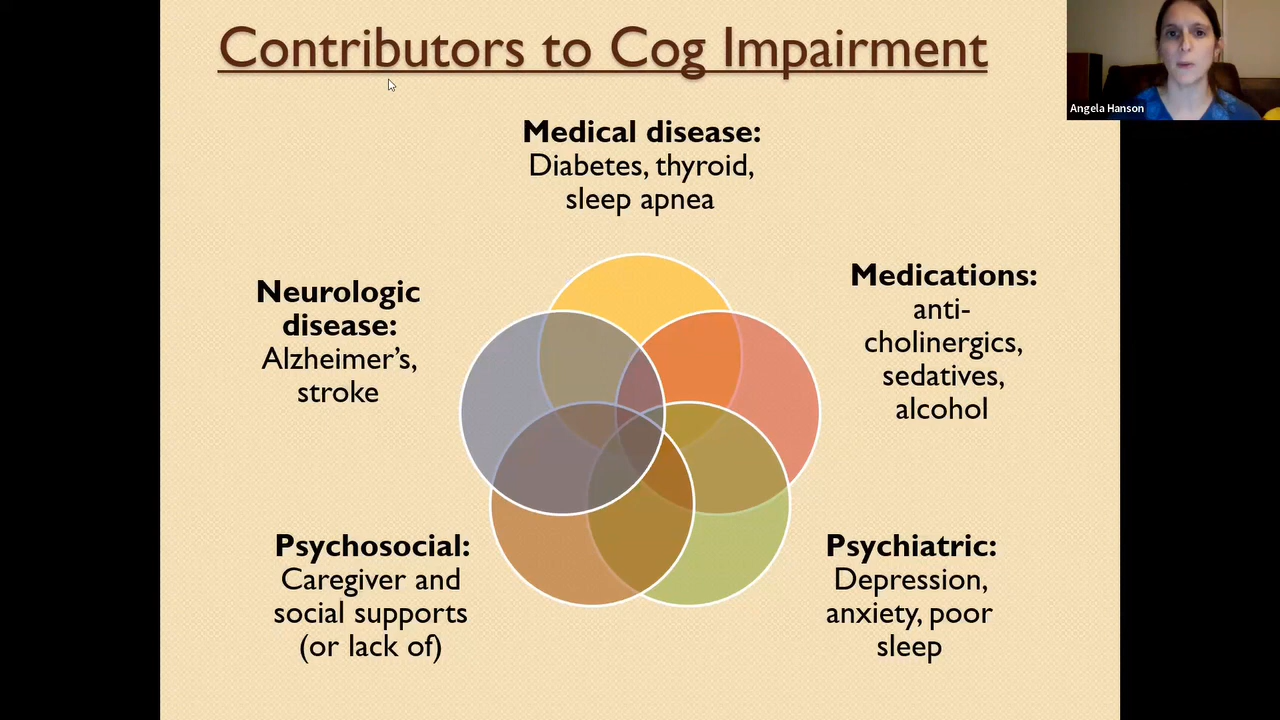 Contributors to Cog Impairment
Angela Hanson
Medical disease:
Diabetes, thyroid,
sleep apnea
Neurologic
disease:
Alzheimer's,
stroke
Medications:
anti-
cholinergics,
sedatives,
alcohol
Psychosocial:
Caregiver and
social supports
(or lack of)
Psychiatric:
Depression,
anxiety, poor
sleep